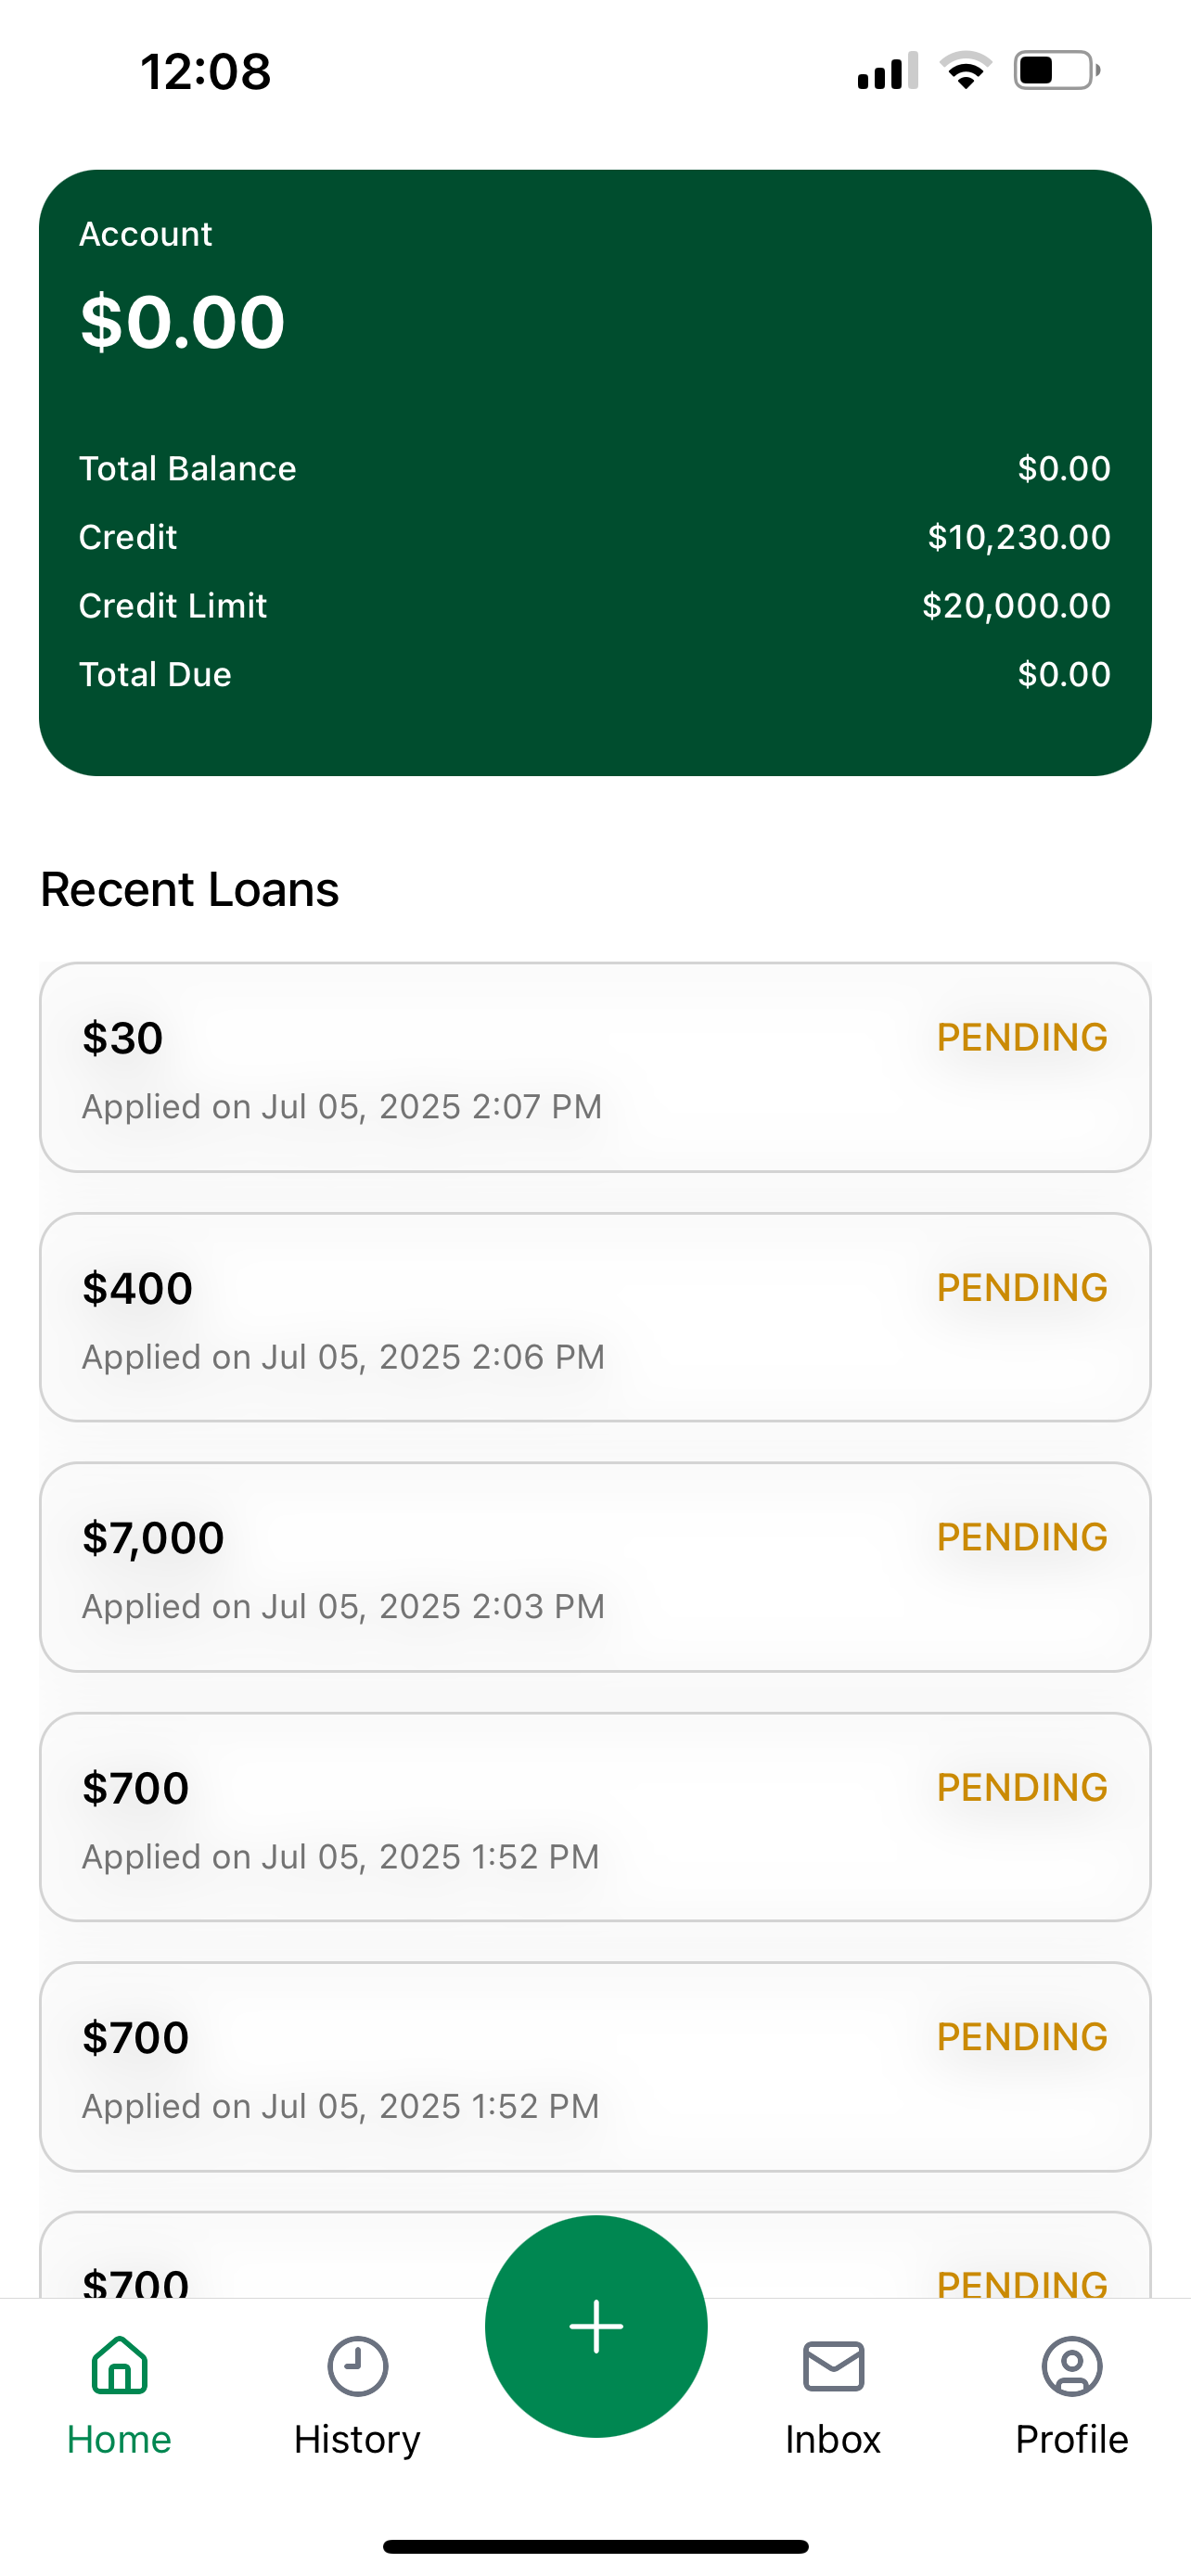 12:08
Account
$0.00
Total Balance $0.00
Credit $10,230.00
Credit Limit $20,000.00
Total Due $0.00
Recent Loans
$30 PENDING
Applied on Jul 05, 2025 2:07 PM
$400 PENDING
Applied on Jul 05, 2025 2:06 PM
$7,000 PENDING
Applied on Jul 05, 2025 2:03 PM
$700 PENDING
Applied on Jul 05, 2025 1:52 PM
$700 PENDING
Applied on Jul 05, 2025 1:52 PM
$700 PENDING
Home History Inbox Profile